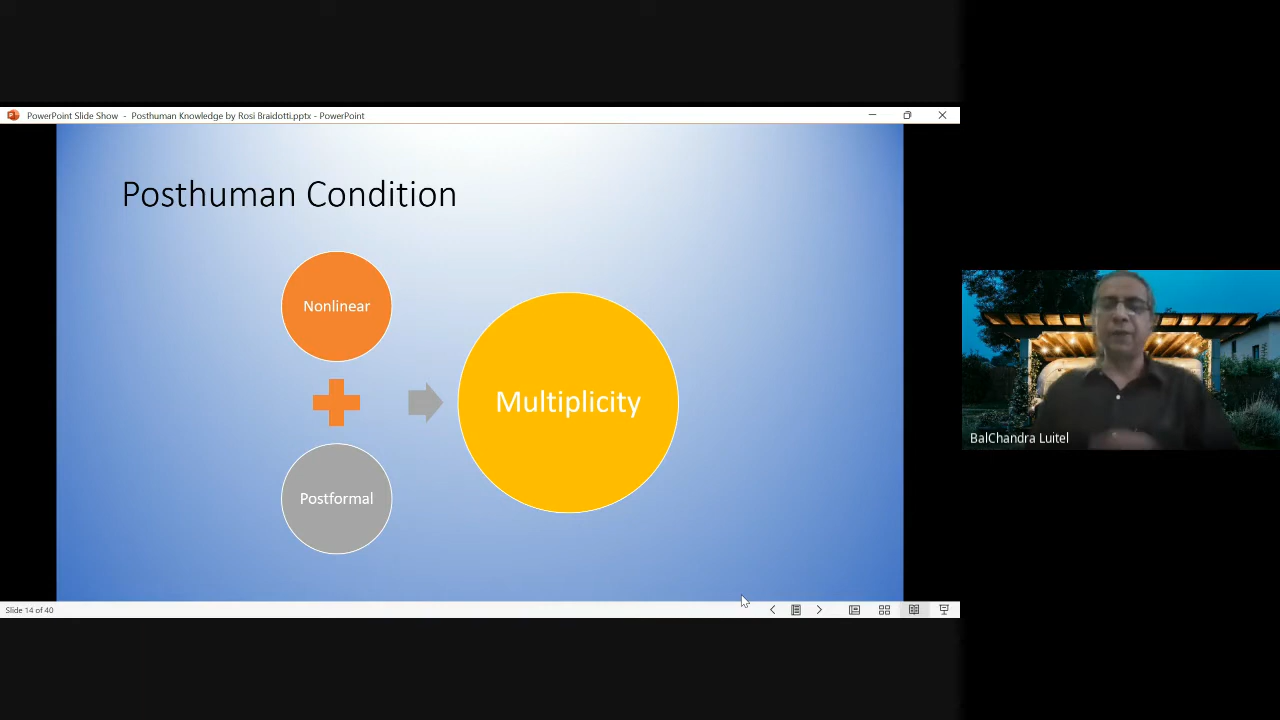 PowerPoint Slide Show - Posthuman Knowledge by Rosi Braidotti.pptx - PowerPoint
Posthuman Condition
Nonlinear
Multiplicity
Postformal
BalChandra Luitel
Slide 14 of 40